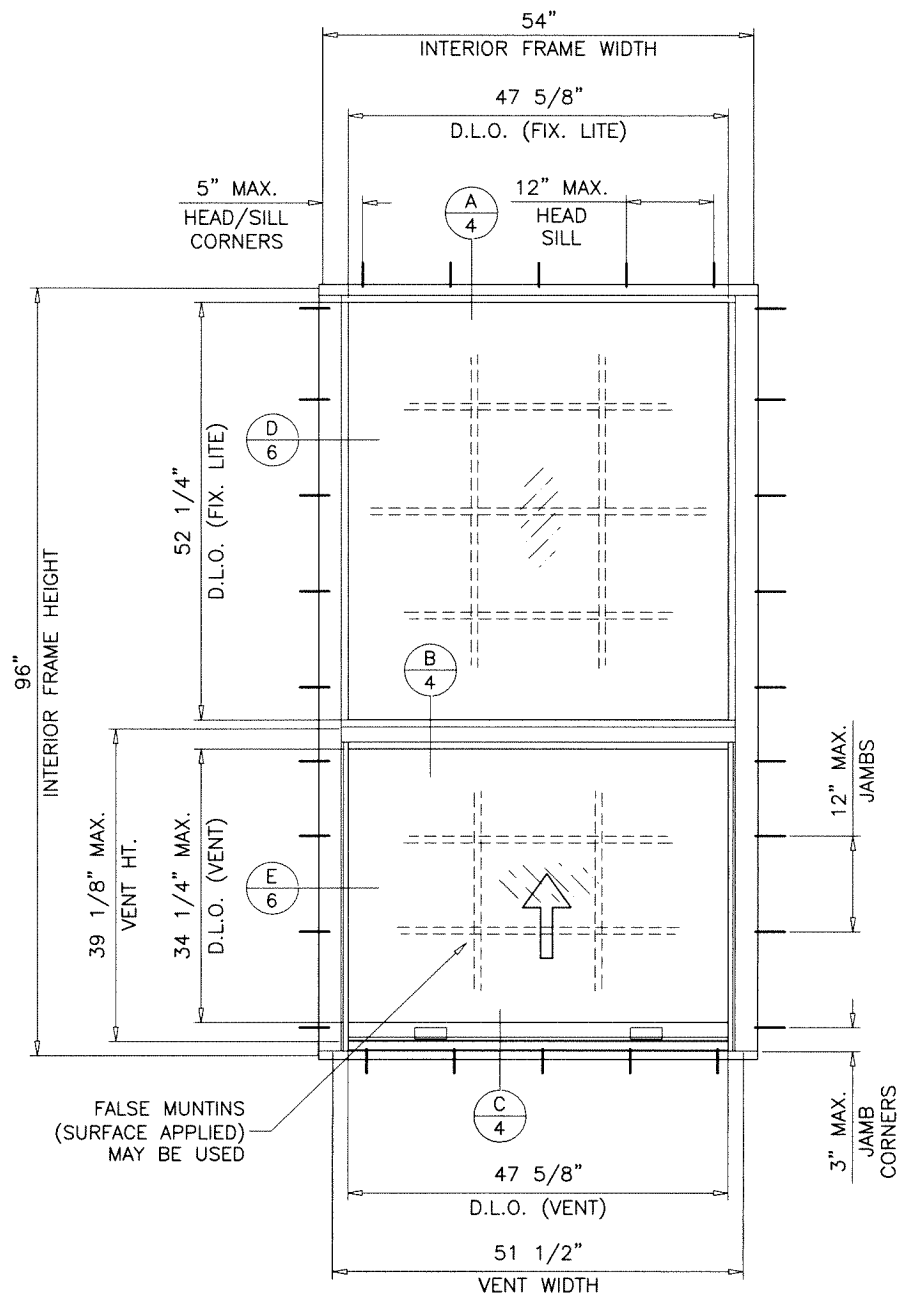 54"
INTERIOR FRAME WIDTH
47 5/8"
D.L.O. (FIX. LITE)
5" MAX.
HEAD/SILL
CORNERS
12" MAX.
HEAD
SILL
A
4
D
6
52 1/4"
D.L.O. (FIX. LITE)
96"
INTERIOR FRAME HEIGHT
B
4
12" MAX.
JAMBS
39 1/8" MAX.
VENT HT.
34 1/4" MAX.
D.L.O. (VENT)
E
6
FALSE MUNTINS
(SURFACE APPLIED)
MAY BE USED
C
4
3" MAX.
JAMB
CORNERS
47 5/8"
D.L.O. (VENT)
51 1/2"
VENT WIDTH